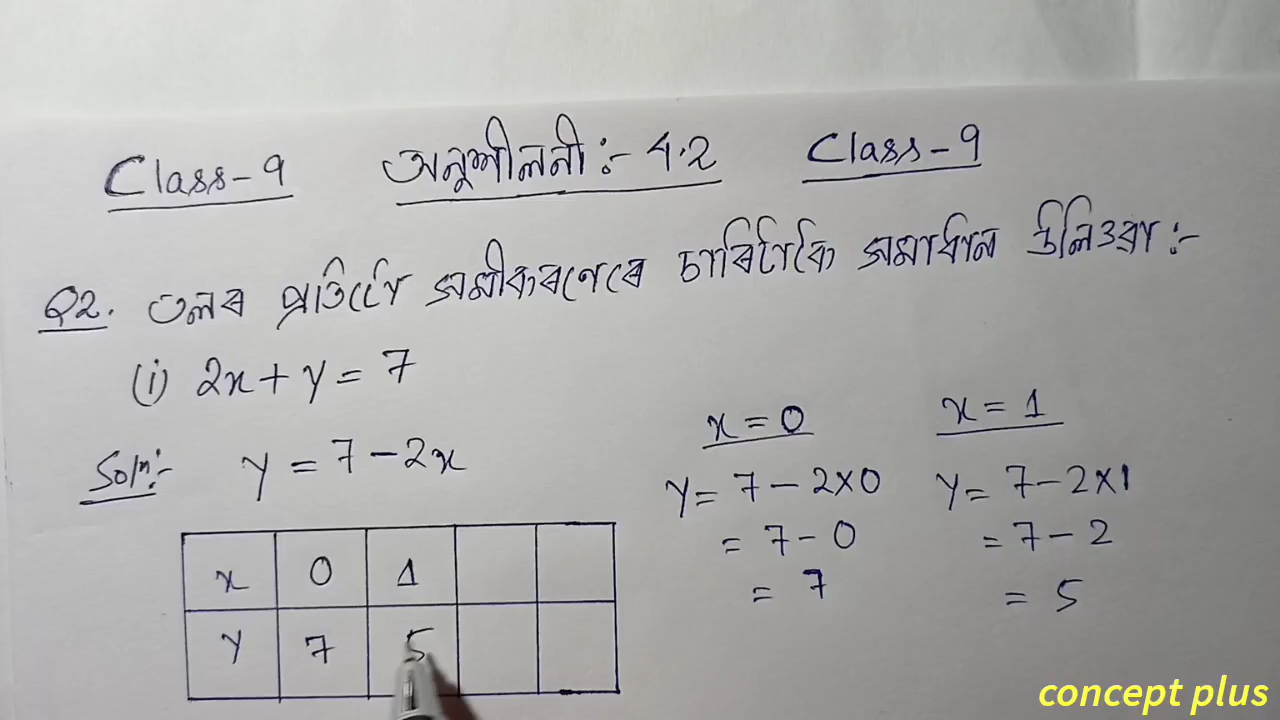 Class-9 অনুশীলনী :- 4.2 Class-9
Q2. তলৰ প্ৰতিটো সমীকৰণেৰে চাৰিটাকৈ সমাধান উলিওৱা :-
(i) 2x + y = 7
Solⁿ:- y = 7 - 2x
x = 0
y = 7 - 2×0
= 7 - 0
= 7
x = 1
y = 7 - 2×1
= 7 - 2
= 5
x 0 1
y 7 5
concept plus